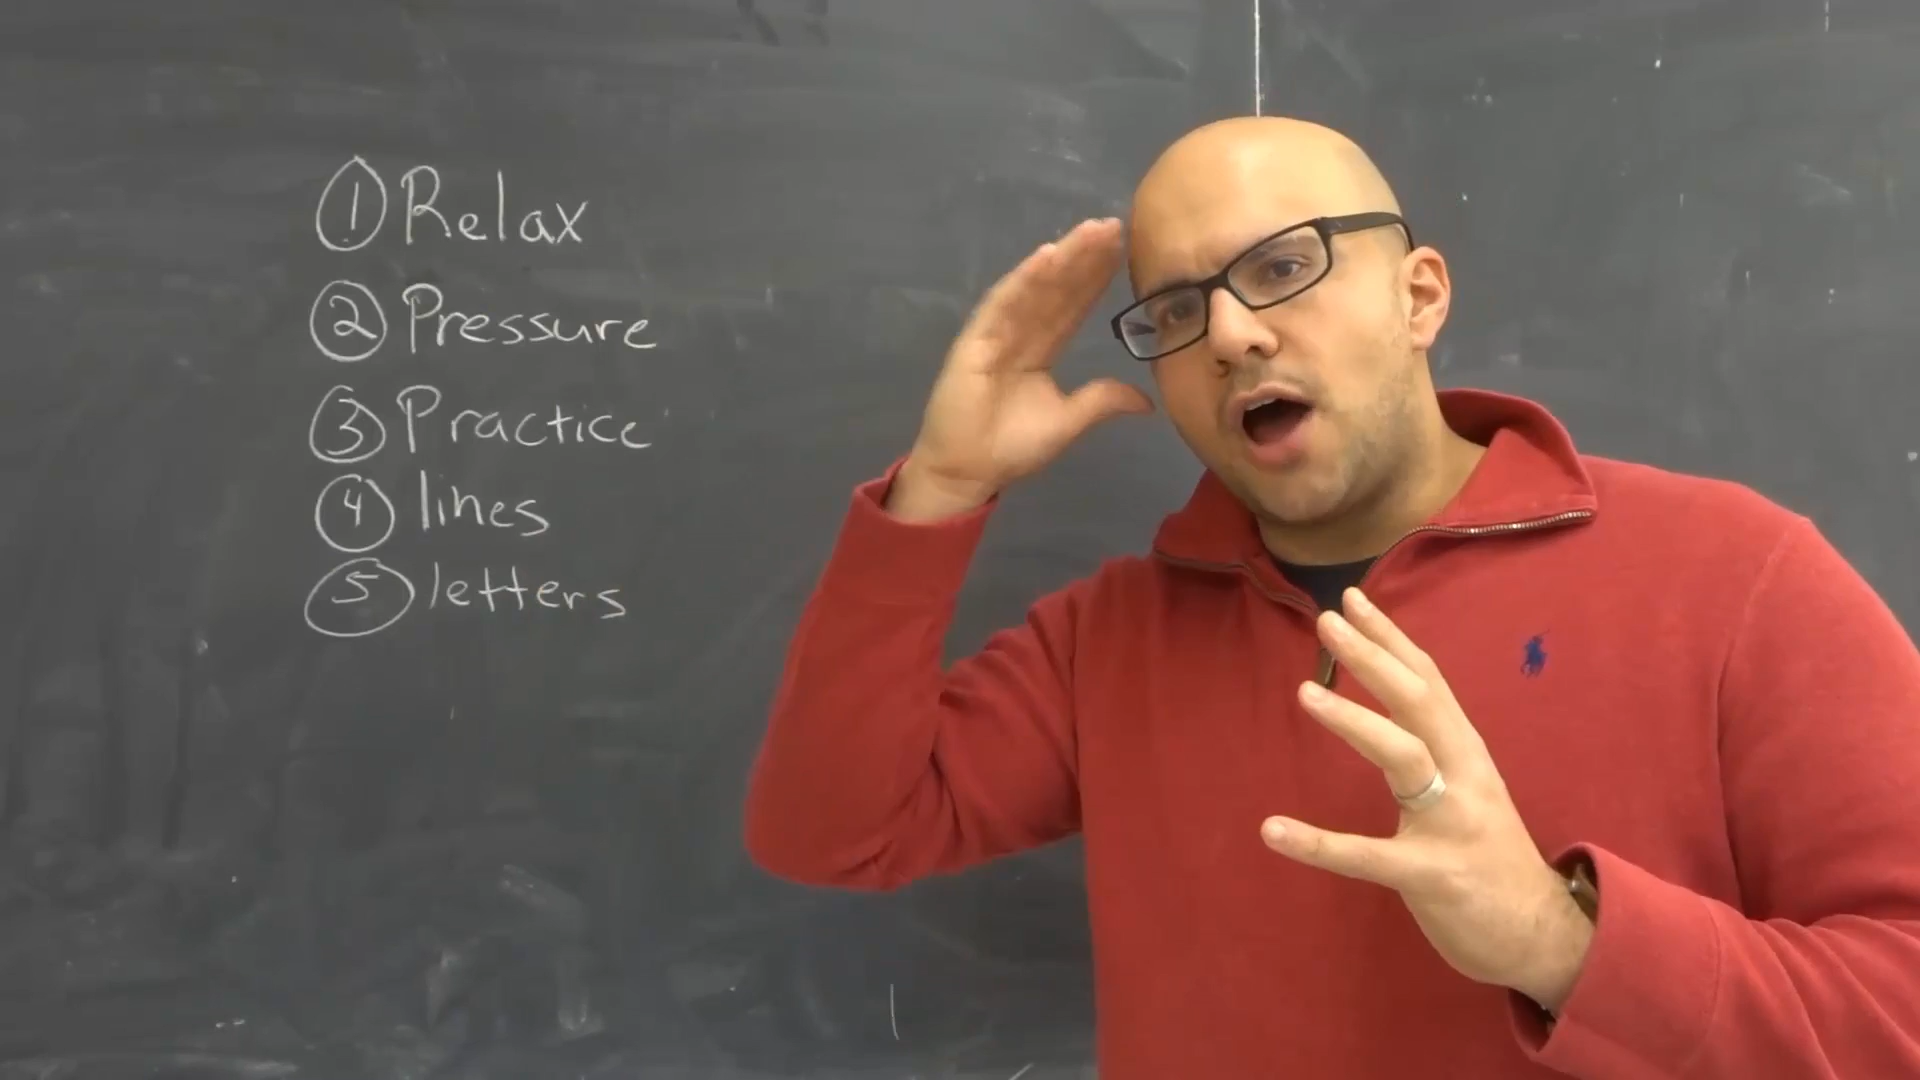 ① Relax
② Pressure
③ Practice
④ lines
⑤ letters